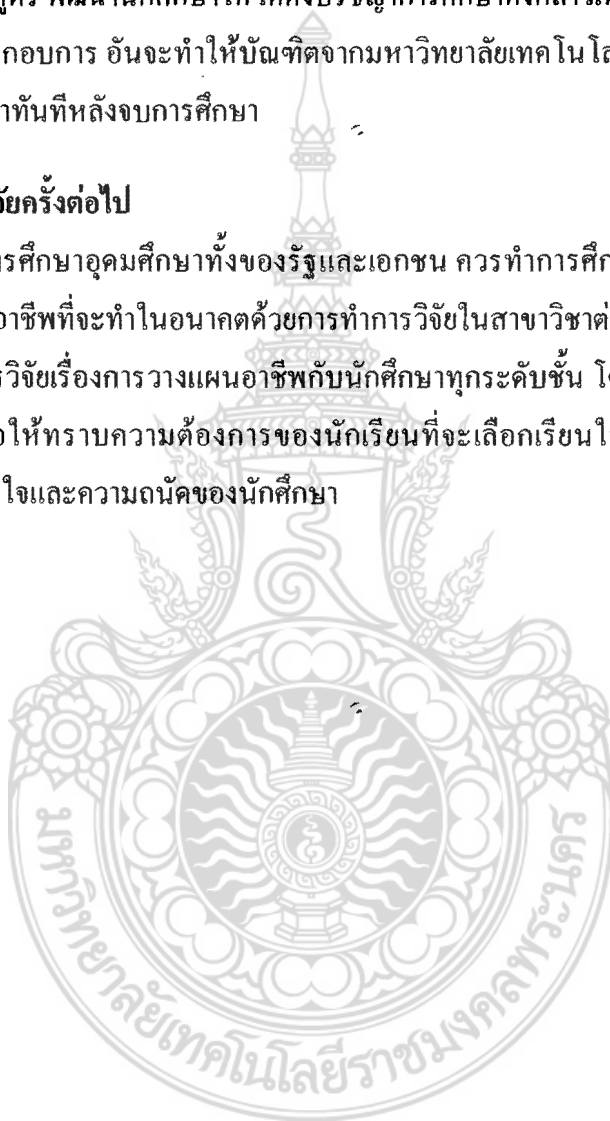 กอบการ อันจะทำให้บัณฑิตจากมหาวิทยาลัยเทคโนโล
าทันทีหลังจบการศึกษา
วัยครั้งต่อไป
รศึกษาอุดมศึกษาทั้งของรัฐและเอกชน ควรทำการศึก
อาชีพที่จะทำในอนาคตด้วยการทำการวิจัยในสาขาวิชาต่
รวิจัยเรื่องการวางแผนอาชีพกับนักศึกษาทุกระดับชั้น โ
อให้ทราบความต้องการของนักเรียนที่จะเลือกเรียนใ
ใจและความถนัดของนักศึกษา
มหาวิทยาลัยเทคโนโลยีราชมงคลพระนคร